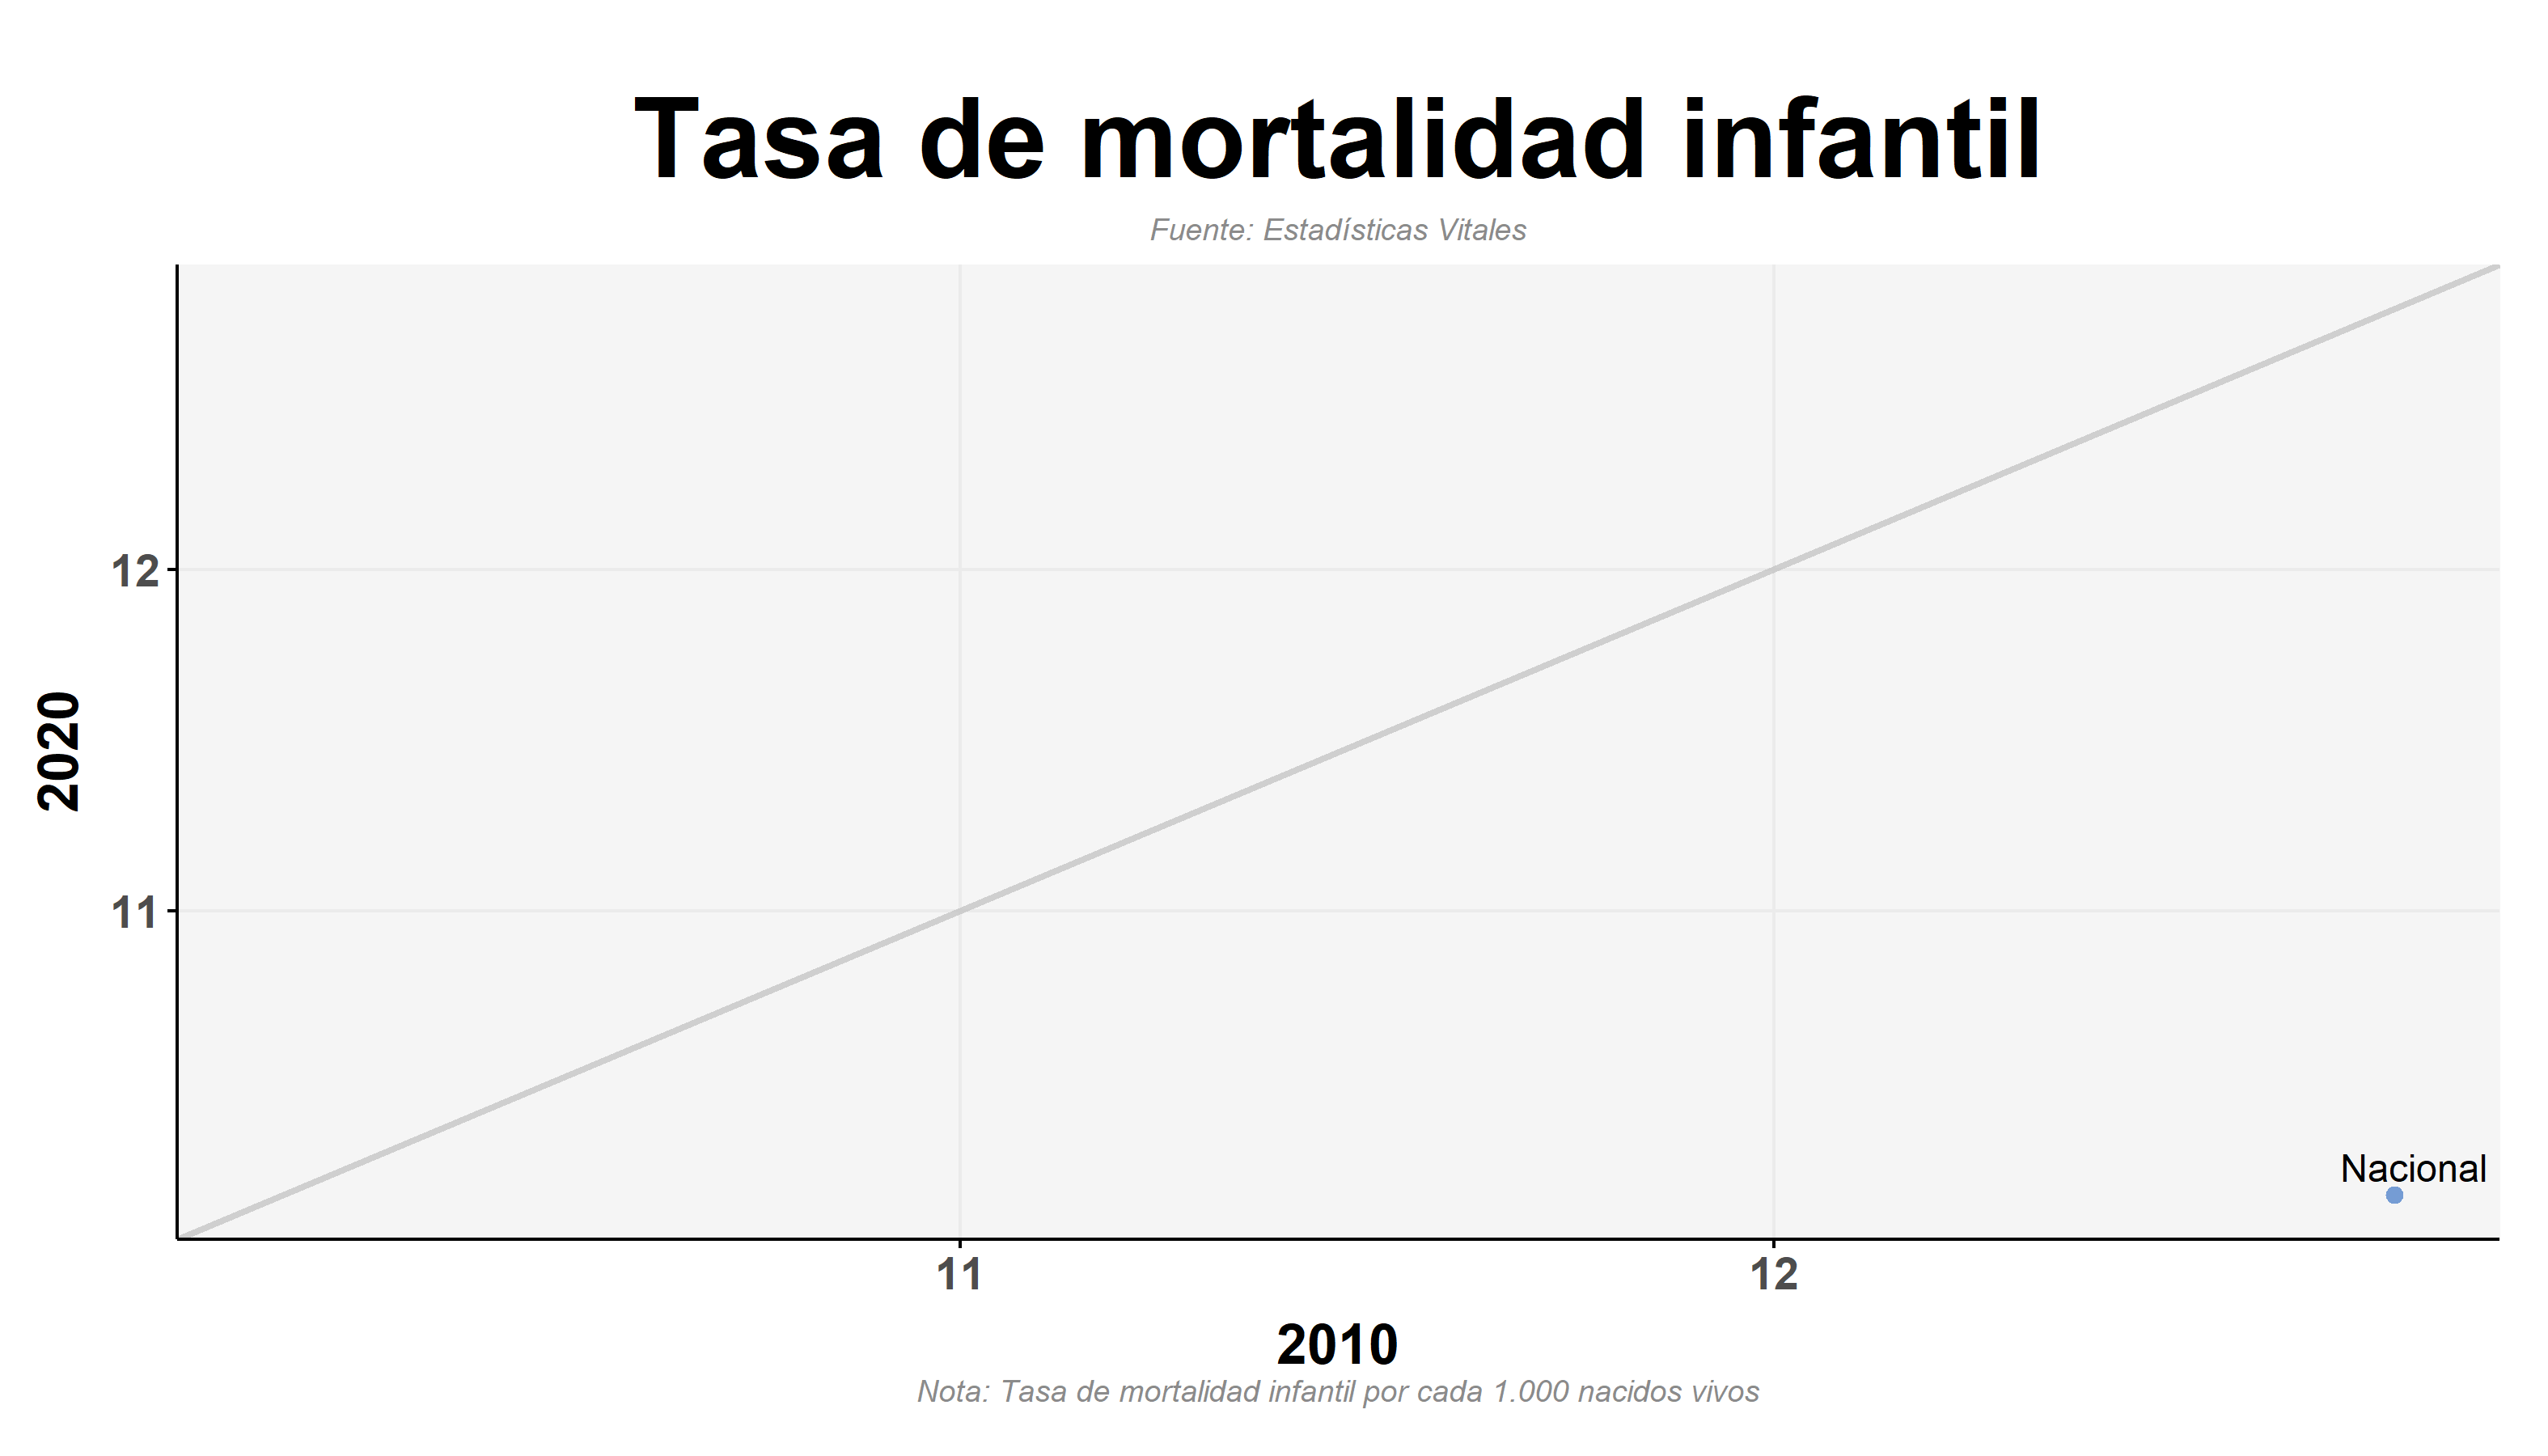 Tasa de mortalidad infantil
Fuente: Estadísticas Vitales
12
2020
11
Nacional
11
12
2010
Nota: Tasa de mortalidad infantil por cada 1.000 nacidos vivos